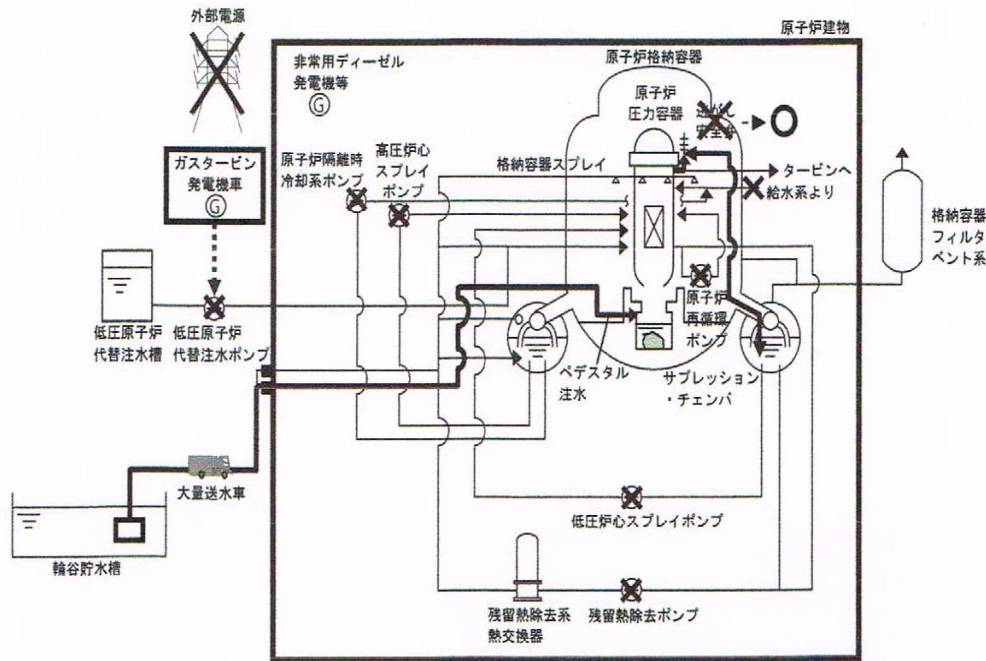 外部電源
原子炉建物
非常用ディーゼル
発電機等
G
原子炉格納容器
原子炉
圧力容器
逃がし
安全弁
ガスタービン
発電機車
G
原子炉隔離時
冷却系ポンプ
高圧炉心
スプレイ
ポンプ
格納容器スプレイ
タービンへ
給水系より
格納容器
フィルタ
ベント系
低圧原子炉
代替注水槽
低圧原子炉
代替注水ポンプ
原子炉
再循環
ポンプ
ペデスタル
注水
サプレッション
・チェンバ
大量送水車
低圧炉心スプレイポンプ
輪谷貯水槽
残留熱除去系
熱交換器
残留熱除去ポンプ